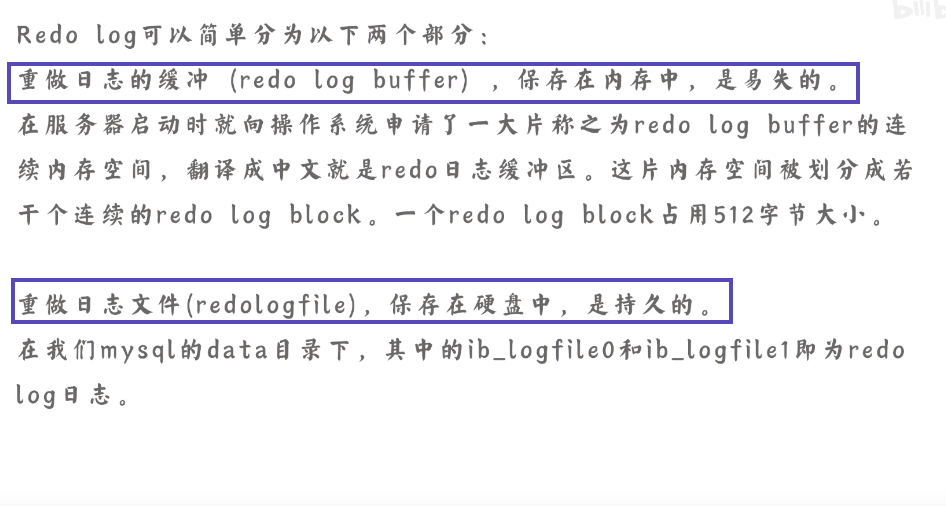 Redo log可以简单分为以下两个部分：
重做日志的缓冲 (redo log buffer) ，保存在内存中，是易失的。
在服务器启动时就向操作系统申请了一大片称之为redo log buffer的连
续内存空间，翻译成中文就是redo日志缓冲区。这片内存空间被划分成若
干个连续的redo log block。一个redo log block占用512字节大小。
重做日志文件(redologfile)，保存在硬盘中，是持久的。
在我们mysql的data目录下，其中的ib_logfile0和ib_logfile1即为redo
log日志。